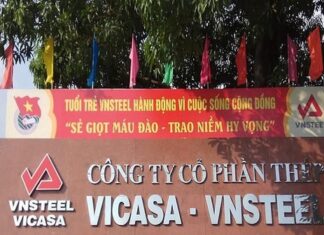 TUỔI TRẺ VNSTEEL HÀNH ĐỘNG VÌ CUỘC SỐNG CỘNG ĐỒNG
"SẺ GIỌT MÁU ĐÀO - TRAO NIỀM HY VỌNG"
VNSTEEL
CÔNG TY CỔ PHẦN THÉP
VICASA - VNSTEEL
VNSTEEL
VICASA